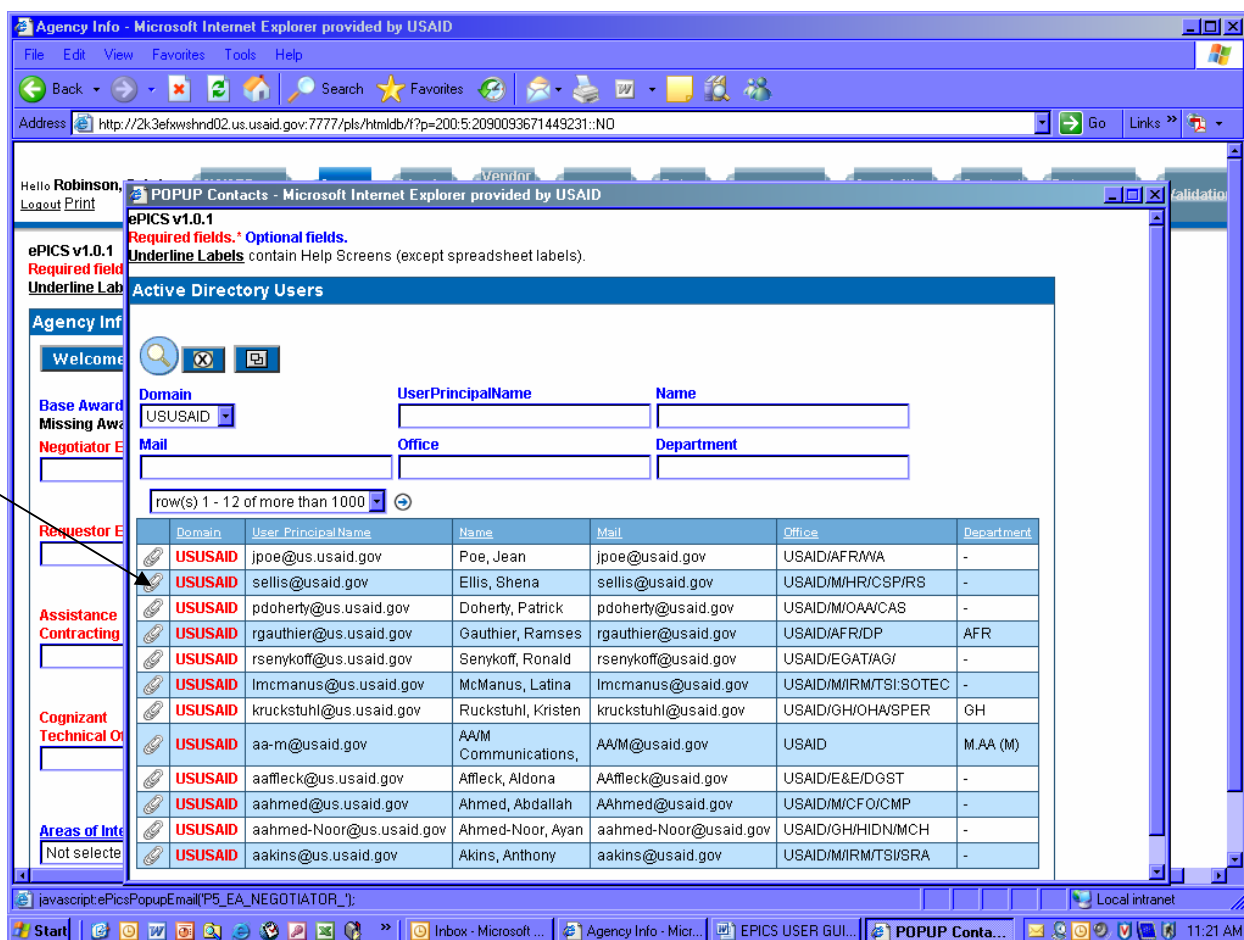 Agency Info - Microsoft Internet Explorer provided by USAID
File Edit View Favorites Tools Help
Back Search Favorites
Address http://2k3efxwshnd02.us.usaid.gov:7777/pls/htmldb/f?p=200:5:2090093671449231::NO Go Links »
Hello Robinson,
Logout Print
Vendor
Validatio
POPUP Contacts - Microsoft Internet Explorer provided by USAID
ePICS v1.0.1
Required fields.* Optional fields.
Underline Labels contain Help Screens (except spreadsheet labels).
ePICS v1.0.1
Required field
Underline Lab
Agency Inf
Welcome
Base Award
Missing Awa
Negotiator E
Requestor E
Assistance
Contracting
Cognizant
Technical Of
Areas of Inte
Not selecte
Active Directory Users
Domain UserPrincipalName Name
USUSAID
Mail Office Department
row(s) 1 - 12 of more than 1000
Domain User PrincipalName Name Mail Office Department
USUSAID jpoe@us.usaid.gov Poe, Jean jpoe@usaid.gov USAID/AFR/WA -
USUSAID sellis@usaid.gov Ellis, Shena sellis@usaid.gov USAID/M/HR/CSP/RS -
USUSAID pdoherty@us.usaid.gov Doherty, Patrick pdoherty@usaid.gov USAID/M/OAA/CAS -
USUSAID rgauthier@us.usaid.gov Gauthier, Ramses rgauthier@usaid.gov USAID/AFR/DP AFR
USUSAID rsenykoff@us.usaid.gov Senykoff, Ronald rsenykoff@usaid.gov USAID/EGAT/AG/ -
USUSAID lmcmanus@us.usaid.gov McManus, Latina lmcmanus@usaid.gov USAID/M/IRM/TSI:SOTEC -
USUSAID kruckstuhl@us.usaid.gov Ruckstuhl, Kristen kruckstuhl@usaid.gov USAID/GH/OHA/SPER GH
USUSAID aa-m@usaid.gov AA/M Communications, AA/M@usaid.gov USAID M.AA (M)
USUSAID aaffleck@us.usaid.gov Affleck, Aldona AAffleck@usaid.gov USAID/E&E/DGST -
USUSAID aahmed@us.usaid.gov Ahmed, Abdallah AAhmed@usaid.gov USAID/M/CFO/CMP -
USUSAID aahmed-Noor@us.usaid.gov Ahmed-Noor, Ayan aahmed-Noor@usaid.gov USAID/GH/HIDN/MCH -
USUSAID aakins@us.usaid.gov Akins, Anthony aakins@usaid.gov USAID/M/IRM/TSI/SRA -
javascript:ePicsPopupEmail('P5_EA_NEGOTIATOR_'); Local intranet
Start » Inbox - Microsoft ... Agency Info - Micr... EPICS USER GUI... POPUP Conta... 11:21 AM